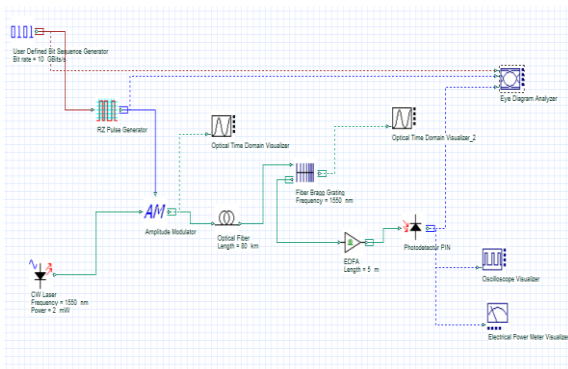 0101
User Defined Bit Sequence Generator
Bit rate = 10 GBits/s
Eye Diagram Analyzer
RZ Pulse Generator
Optical Time Domain Visualizer
Optical Time Domain Visualizer_2
Fiber Bragg Grating
Frequency = 1550 nm
AM
Amplitude Modulator
Optical Fiber
Length = 80 km
Photodetector PIN
EDFA
Length = 5 m
Oscilloscope Visualizer
CW Laser
Frequency = 1550 nm
Power = 2 mW
Electrical Power Meter Visualizer